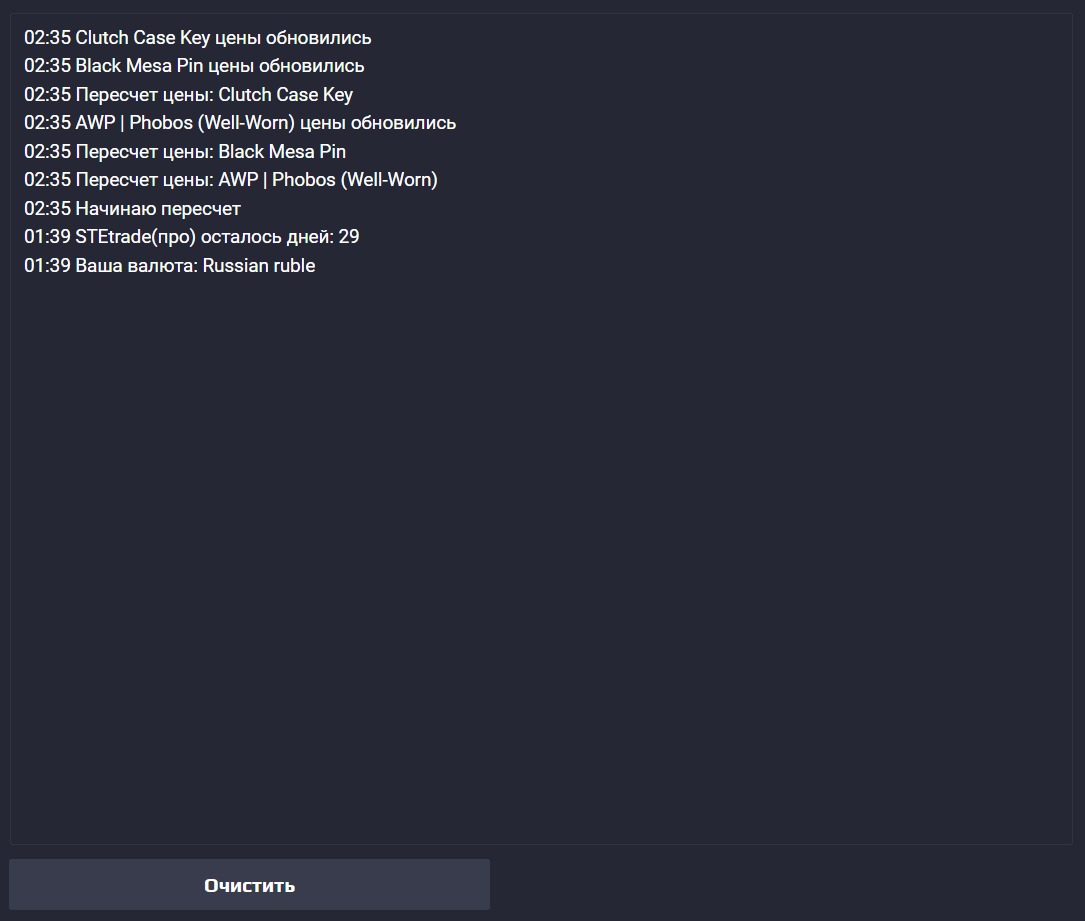 02:35 Clutch Case Key цены обновились
02:35 Black Mesa Pin цены обновились
02:35 Пересчет цены: Clutch Case Key
02:35 AWP | Phobos (Well-Worn) цены обновились
02:35 Пересчет цены: Black Mesa Pin
02:35 Пересчет цены: AWP | Phobos (Well-Worn)
02:35 Начинаю пересчет
01:39 STEtrade(про) осталось дней: 29
01:39 Ваша валюта: Russian ruble
Очистить